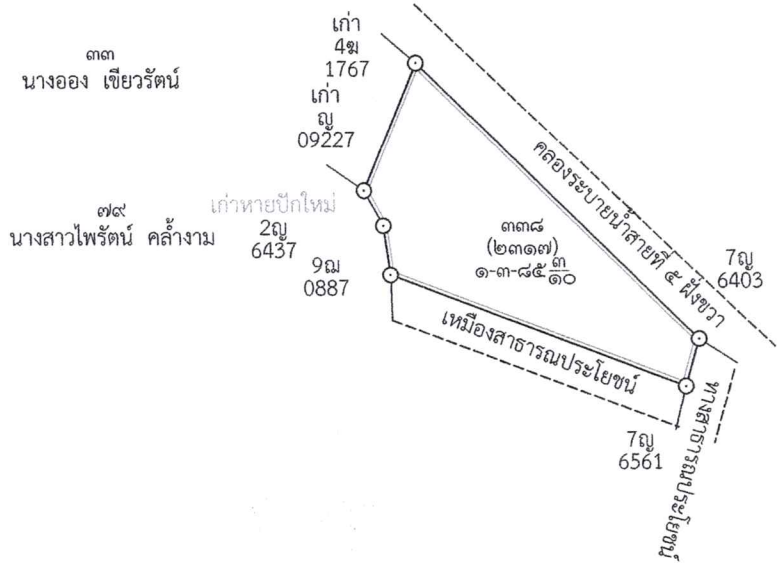 เก่า
4ฆ
1767
๓๓
นางออง เขียวรัตน์
เก่า
ญ
09227
คลองระบายน้ำสายที่ ๕ ฝั่งขวา
๗๙
นางสาวไพรัตน์ คล้ำงาม
เก่าหายปักใหม่
2ญ
6437
๓๓๘
(๒๓๑๗)
๑-๓-๘๕ ๓/๑๐
7ญ
6403
9ฌ
0887
เหมืองสาธารณประโยชน์
7ญ
6561
ทางสาธารณประโยชน์